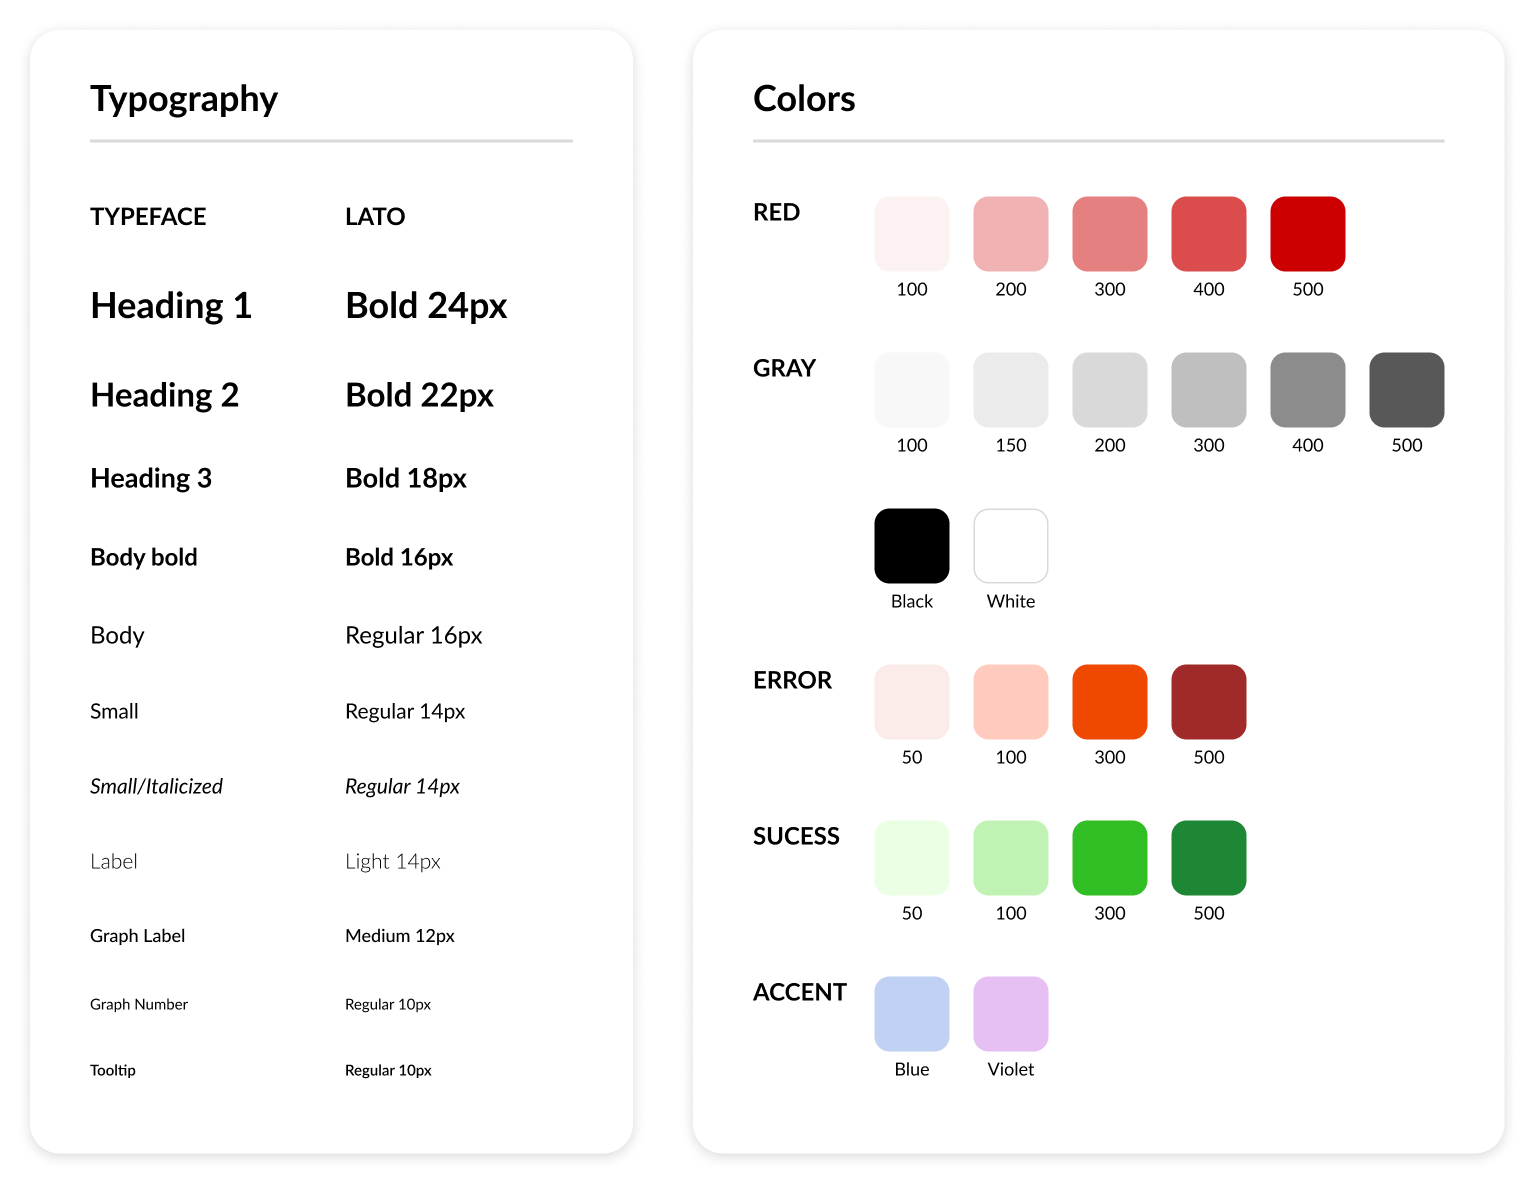 Typography
TYPEFACE LATO
Heading 1 Bold 24px
Heading 2 Bold 22px
Heading 3 Bold 18px
Body bold Bold 16px
Body Regular 16px
Small Regular 14px
Small/Italicized Regular 14px
Label Light 14px
Graph Label Medium 12px
Graph Number Regular 10px
Tooltip Regular 10px
Colors
RED
100 200 300 400 500
GRAY
100 150 200 300 400 500
Black White
ERROR
50 100 300 500
SUCESS
50 100 300 500
ACCENT
Blue Violet